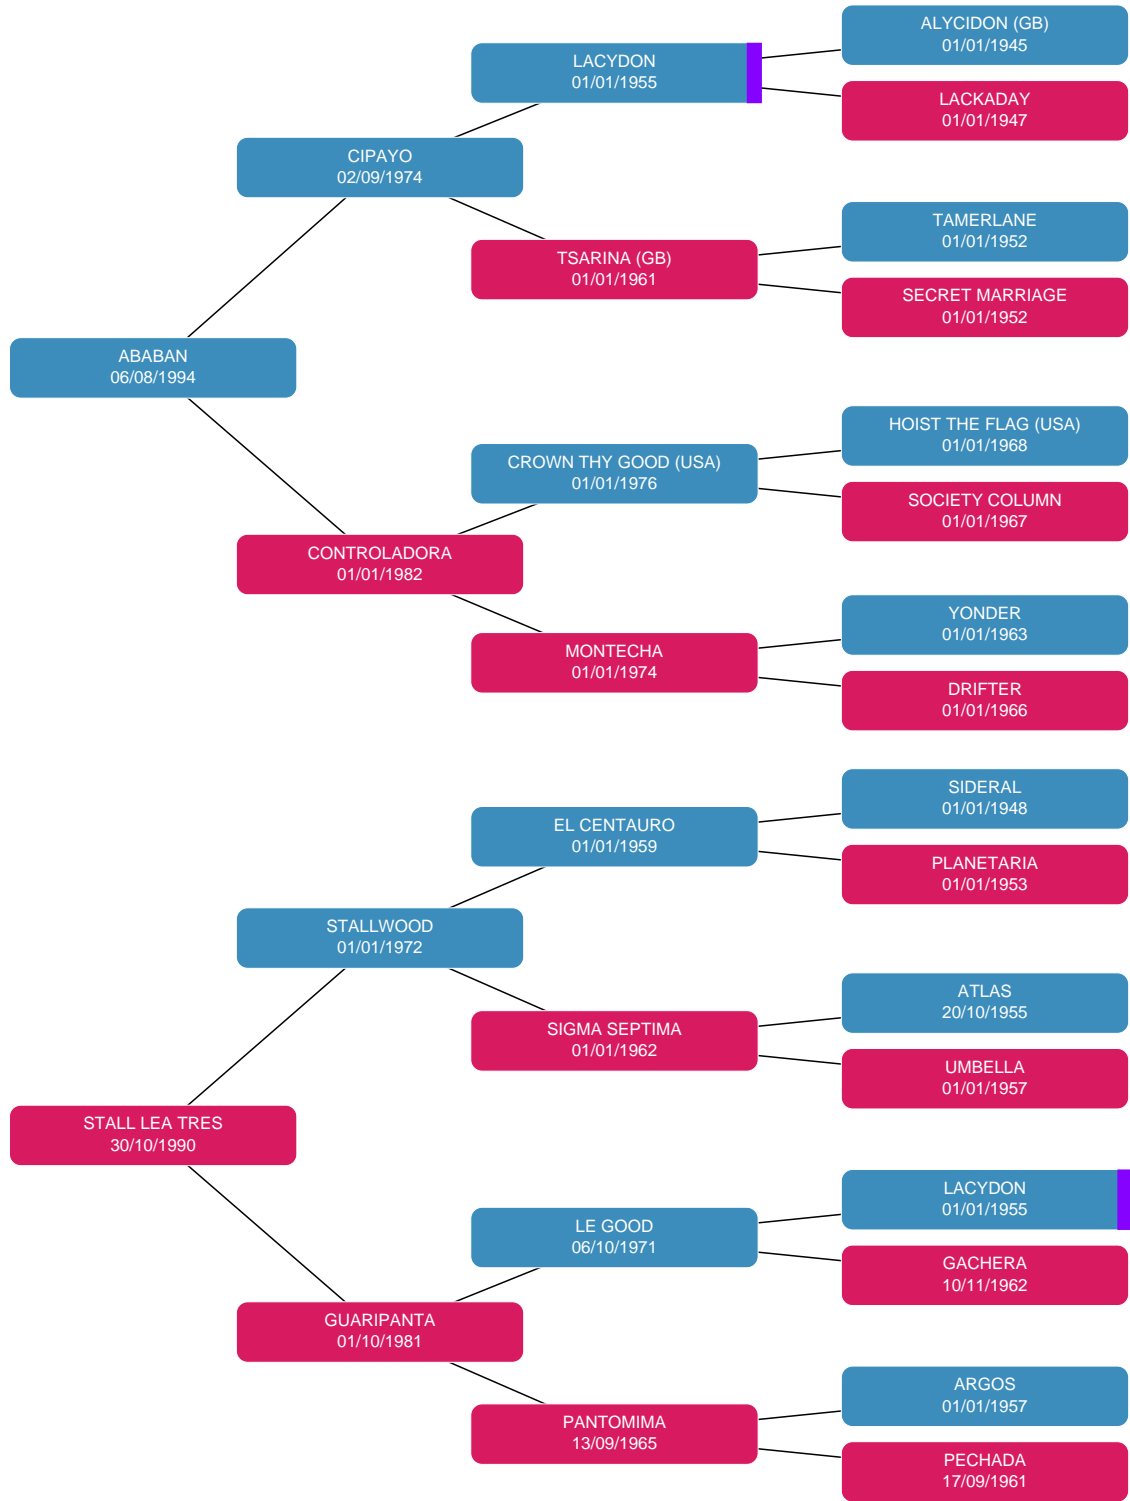 ALYCIDON (GB)
01/01/1945
LACYDON
01/01/1955
LACKADAY
01/01/1947
CIPAYO
02/09/1974
TAMERLANE
01/01/1952
TSARINA (GB)
01/01/1961
SECRET MARRIAGE
01/01/1952
ABABAN
06/08/1994
HOIST THE FLAG (USA)
01/01/1968
CROWN THY GOOD (USA)
01/01/1976
SOCIETY COLUMN
01/01/1967
CONTROLADORA
01/01/1982
YONDER
01/01/1963
MONTECHA
01/01/1974
DRIFTER
01/01/1966
SIDERAL
01/01/1948
EL CENTAURO
01/01/1959
PLANETARIA
01/01/1953
STALLWOOD
01/01/1972
ATLAS
20/10/1955
SIGMA SEPTIMA
01/01/1962
UMBELLA
01/01/1957
STALL LEA TRES
30/10/1990
LACYDON
01/01/1955
LE GOOD
06/10/1971
GACHERA
10/11/1962
GUARIPANTA
01/10/1981
ARGOS
01/01/1957
PANTOMIMA
13/09/1965
PECHADA
17/09/1961